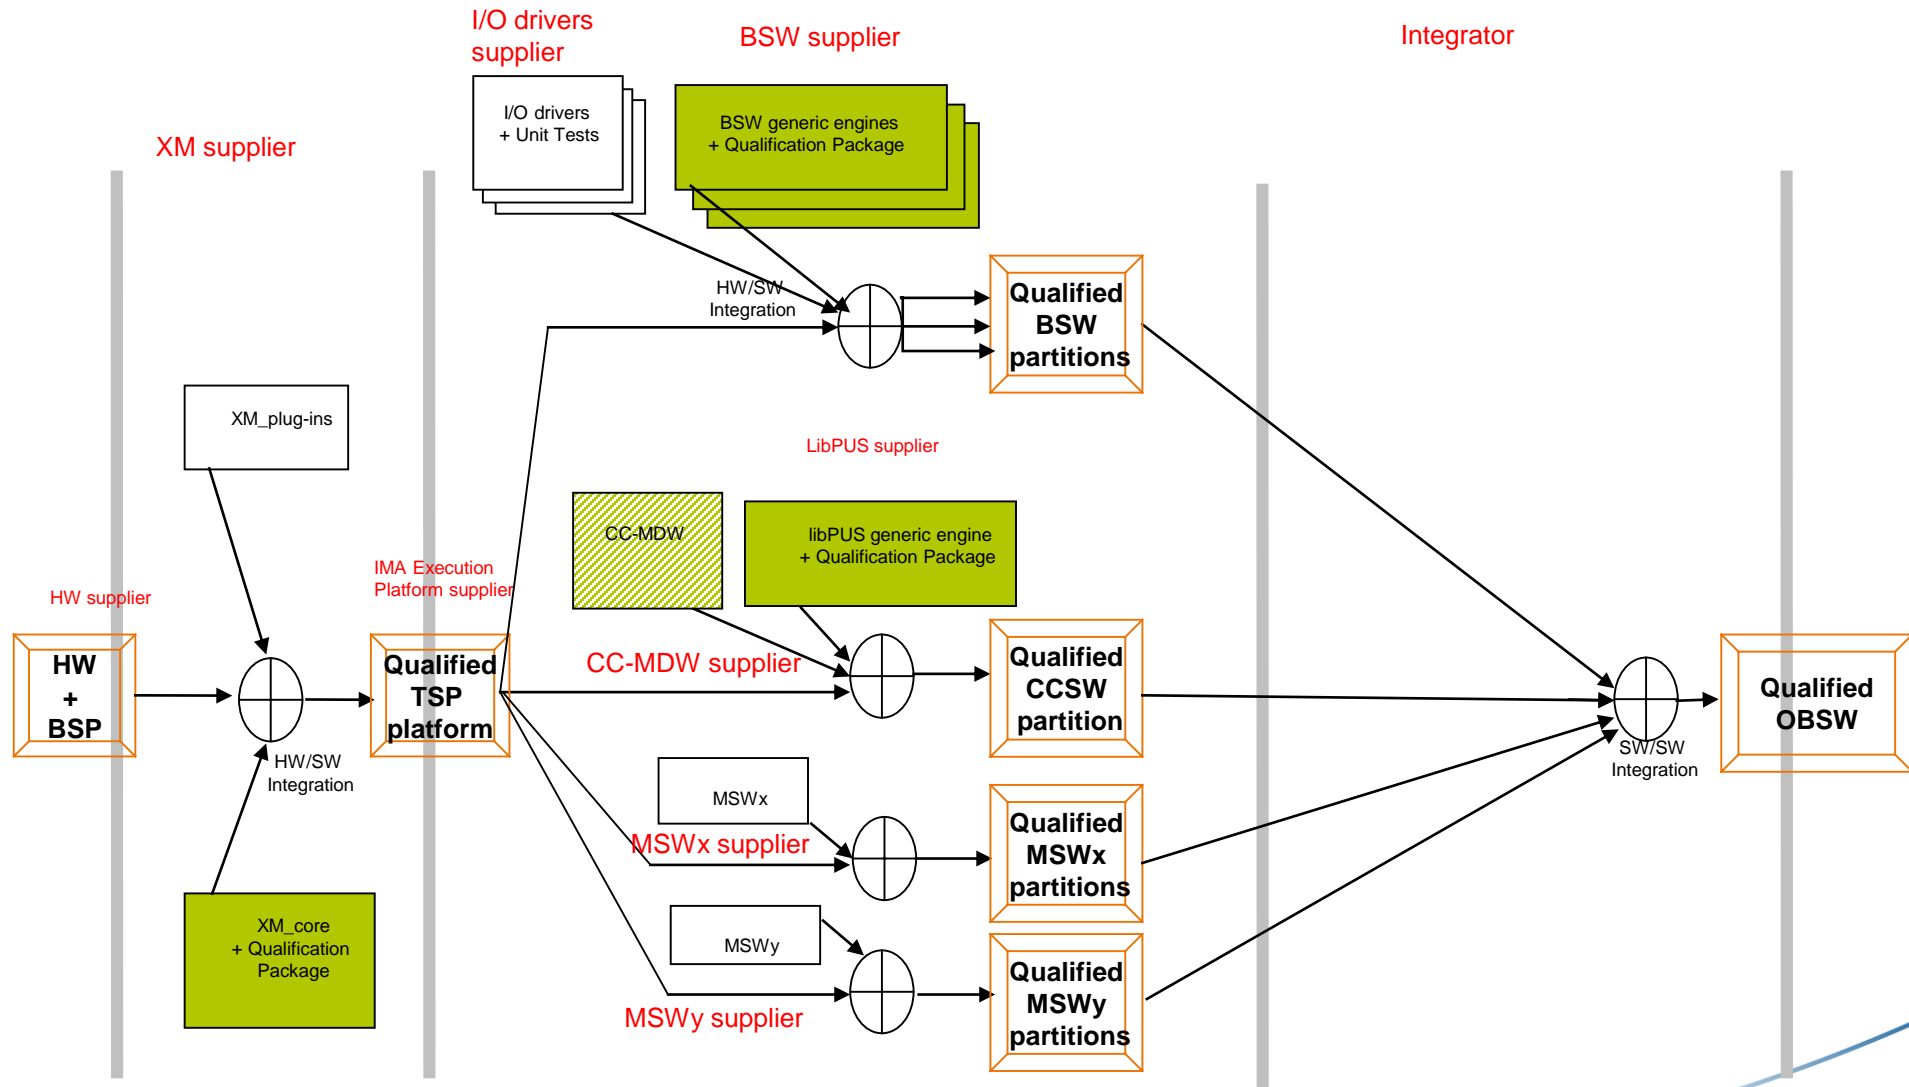 I/O drivers
supplier
BSW supplier
Integrator
I/O drivers
+ Unit Tests
BSW generic engines
+ Qualification Package
XM supplier
HW/SW
Integration
Qualified
BSW
partitions
XM_plug-ins
LibPUS supplier
CC-MDW
libPUS generic engine
+ Qualification Package
IMA Execution
Platform supplier
HW supplier
HW
+
BSP
Qualified
TSP
platform
CC-MDW supplier
Qualified
CCSW
partition
Qualified
OBSW
HW/SW
Integration
SW/SW
Integration
MSWx
MSWx supplier
Qualified
MSWx
partitions
XM_core
+ Qualification
Package
MSWy
MSWy supplier
Qualified
MSWy
partitions